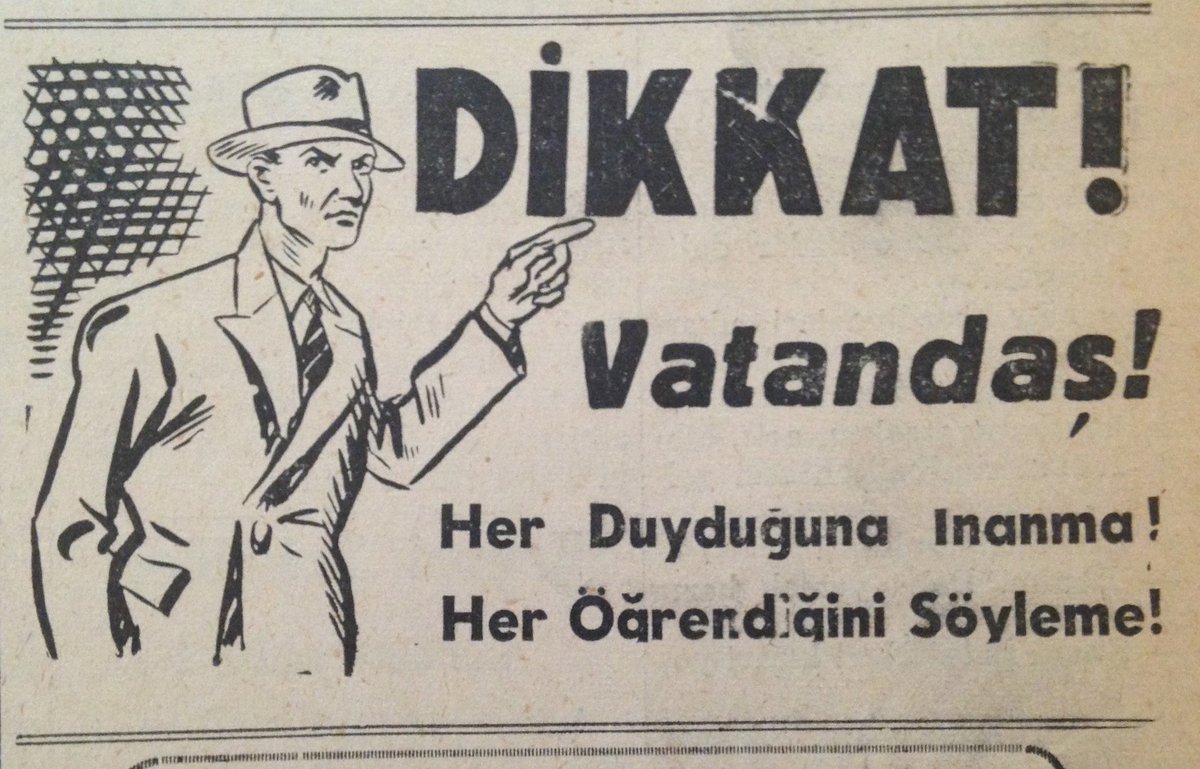 DİKKAT!
Vatandaş!
Her Duyduğuna Inanma!
Her Öğrendiğini Söyleme!